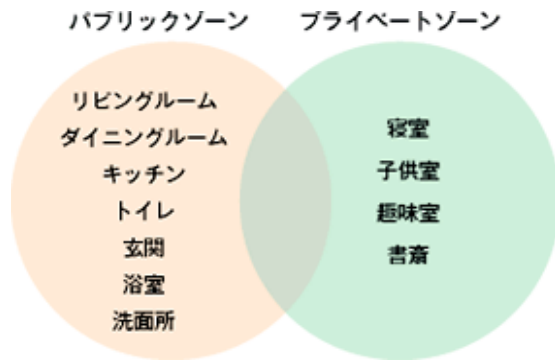 パブリックゾーン
プライベートゾーン
リビングルーム
ダイニングルーム
キッチン
トイレ
玄関
浴室
洗面所
寝室
子供室
趣味室
書斎